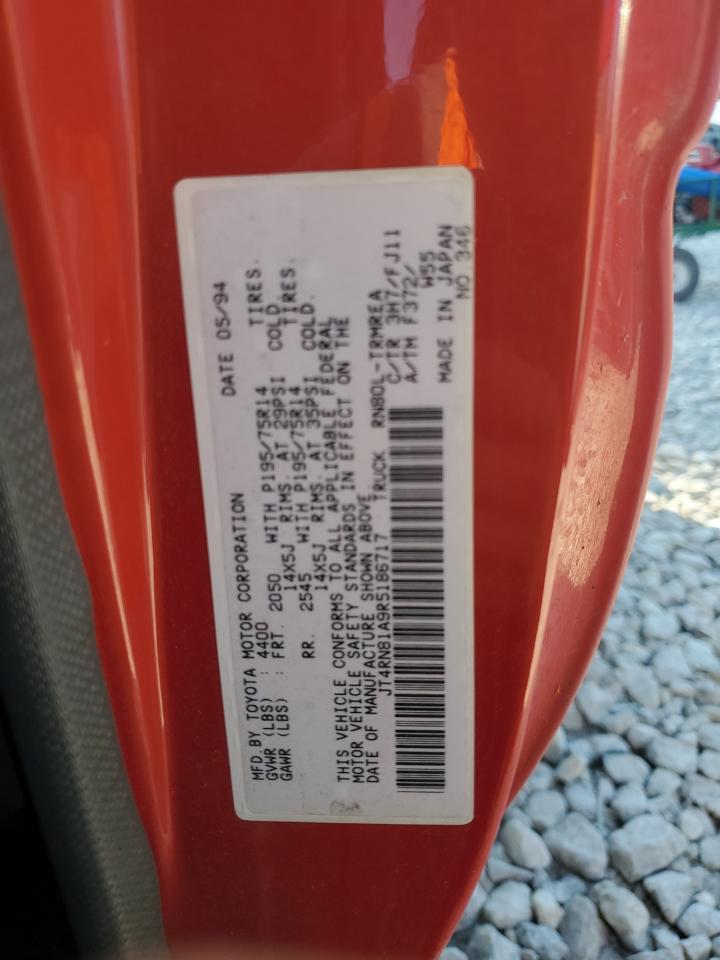 DATE 05/94
MFD. BY TOYOTA MOTOR CORPORATION
GVWR (LBS) : 4400
GAWR (LBS) : FRT. 2050 WITH P195/75R14 TIRES.
14X5J RIMS. AT 29PSI COLD.
RR. 2545 WITH P195/75R14 TIRES.
14X5J RIMS. AT 35PSI COLD.
THIS VEHICLE CONFORMS TO ALL APPLICABLE FEDERAL
MOTOR VEHICLE SAFETY STANDARDS IN EFFECT ON THE
DATE OF MANUFACTURE SHOWN ABOVE.
JT4RN81A9R5186717 TRUCK RN80L-TRMREA
C/TR 3H7/FJ11
A/TM F372/
W55
MADE IN JAPAN
NO. 346